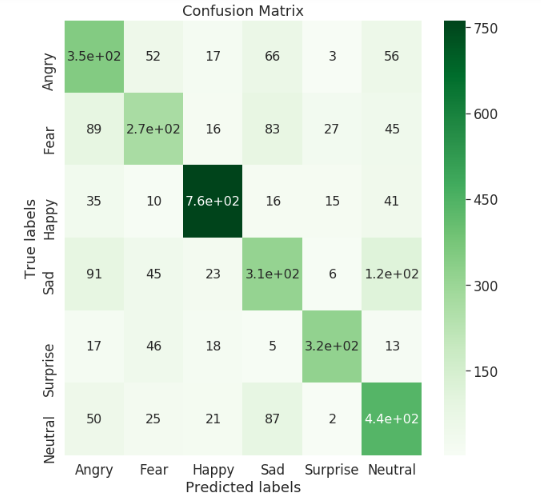 Confusion Matrix
True labels
Angry 3.5e+02 52 17 66 3 56
Fear 89 2.7e+02 16 83 27 45
Happy 35 10 7.6e+02 16 15 41
Sad 91 45 23 3.1e+02 6 1.2e+02
Surprise 17 46 18 5 3.2e+02 13
Neutral 50 25 21 87 2 4.4e+02
Angry Fear Happy Sad Surprise Neutral
Predicted labels
750
600
450
300
150